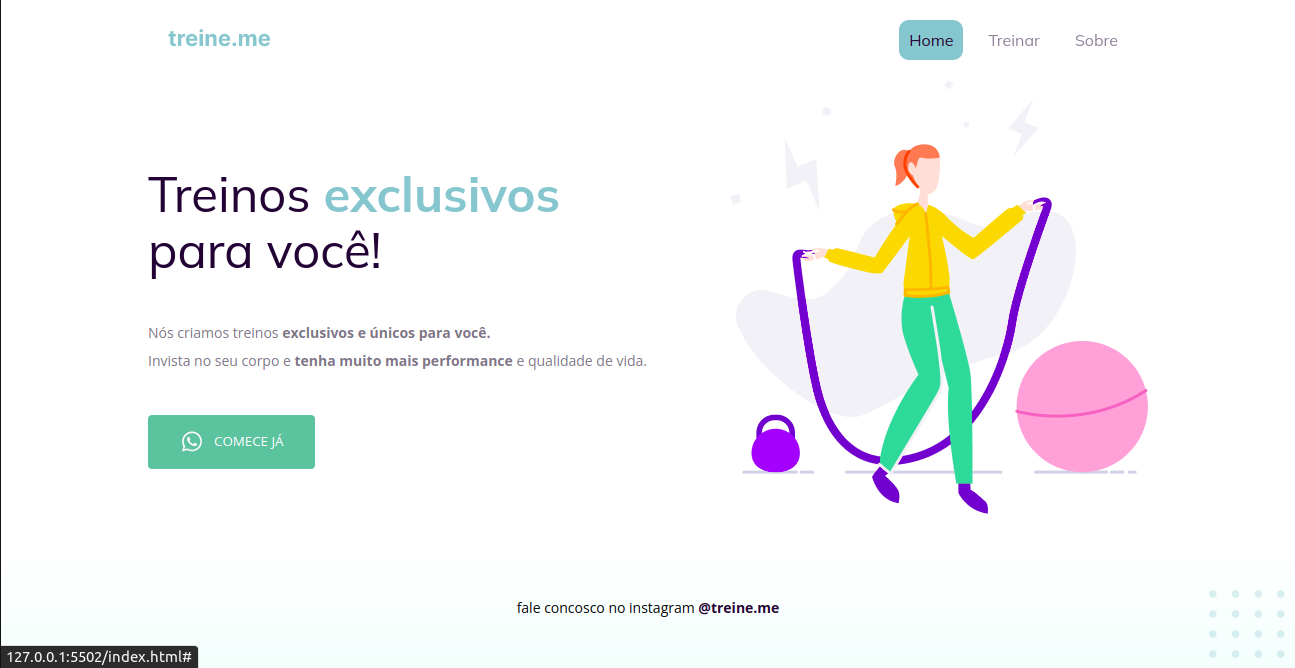 treine.me
Home Treinar Sobre
Treinos exclusivos
para você!
Nós criamos treinos exclusivos e únicos para você.
Invista no seu corpo e tenha muito mais performance e qualidade de vida.
COMECE JÁ
fale concosco no instagram @treine.me
127.0.0.1:5502/index.html#